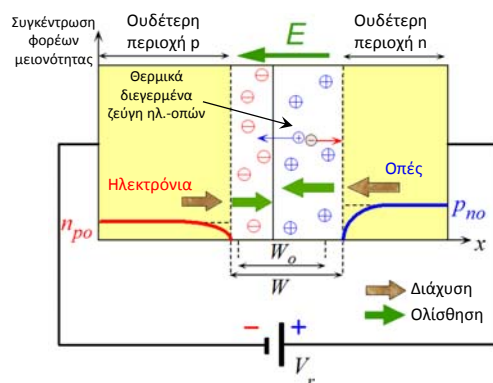 Συγκέντρωση
φορέων
μειονότητας
Ουδέτερη
περιοχή p
E
Ουδέτερη
περιοχή n
Θερμικά
διεγερμένα
ζεύγη ηλ.-οπών
Ηλεκτρόνια
Οπές
n_po
p_no
x
W_o
W
Διάχυση
Ολίσθηση
− +
V_r